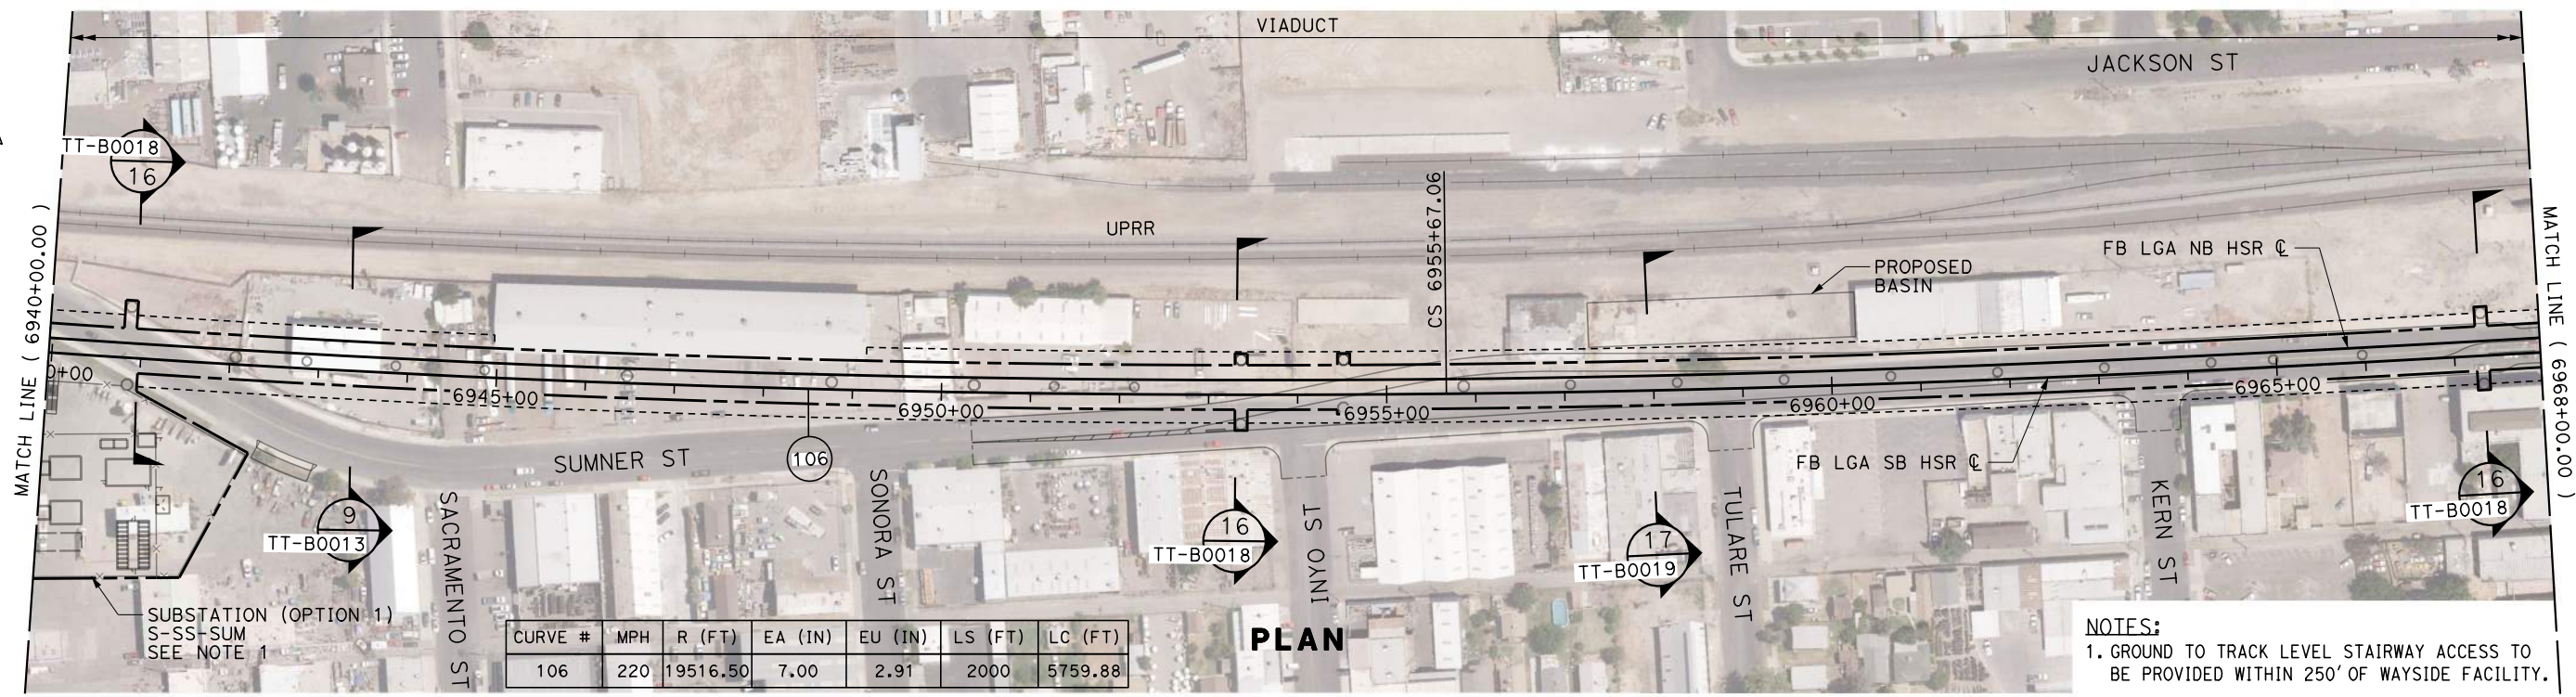 VIADUCT
JACKSON ST
TT-B0018
16
CS 6955+67.06
UPRR
FB LGA NB HSR ℄
PROPOSED
BASIN
MATCH LINE ( 6940+00.00 )
MATCH LINE ( 6968+00.00 )
0+00
6945+00
6950+00
6955+00
6960+00
6965+00
106
SUMNER ST
FB LGA SB HSR ℄
SACRAMENTO ST
SONORA ST
INYO ST
TULARE ST
KERN ST
9
TT-B0013
16
TT-B0018
17
TT-B0019
16
TT-B0018
SUBSTATION (OPTION 1)
S-SS-SUM
SEE NOTE 1
CURVE # MPH R (FT) EA (IN) EU (IN) LS (FT) LC (FT)
106 220 19516.50 7.00 2.91 2000 5759.88
PLAN
NOTES:
1. GROUND TO TRACK LEVEL STAIRWAY ACCESS TO
BE PROVIDED WITHIN 250' OF WAYSIDE FACILITY.